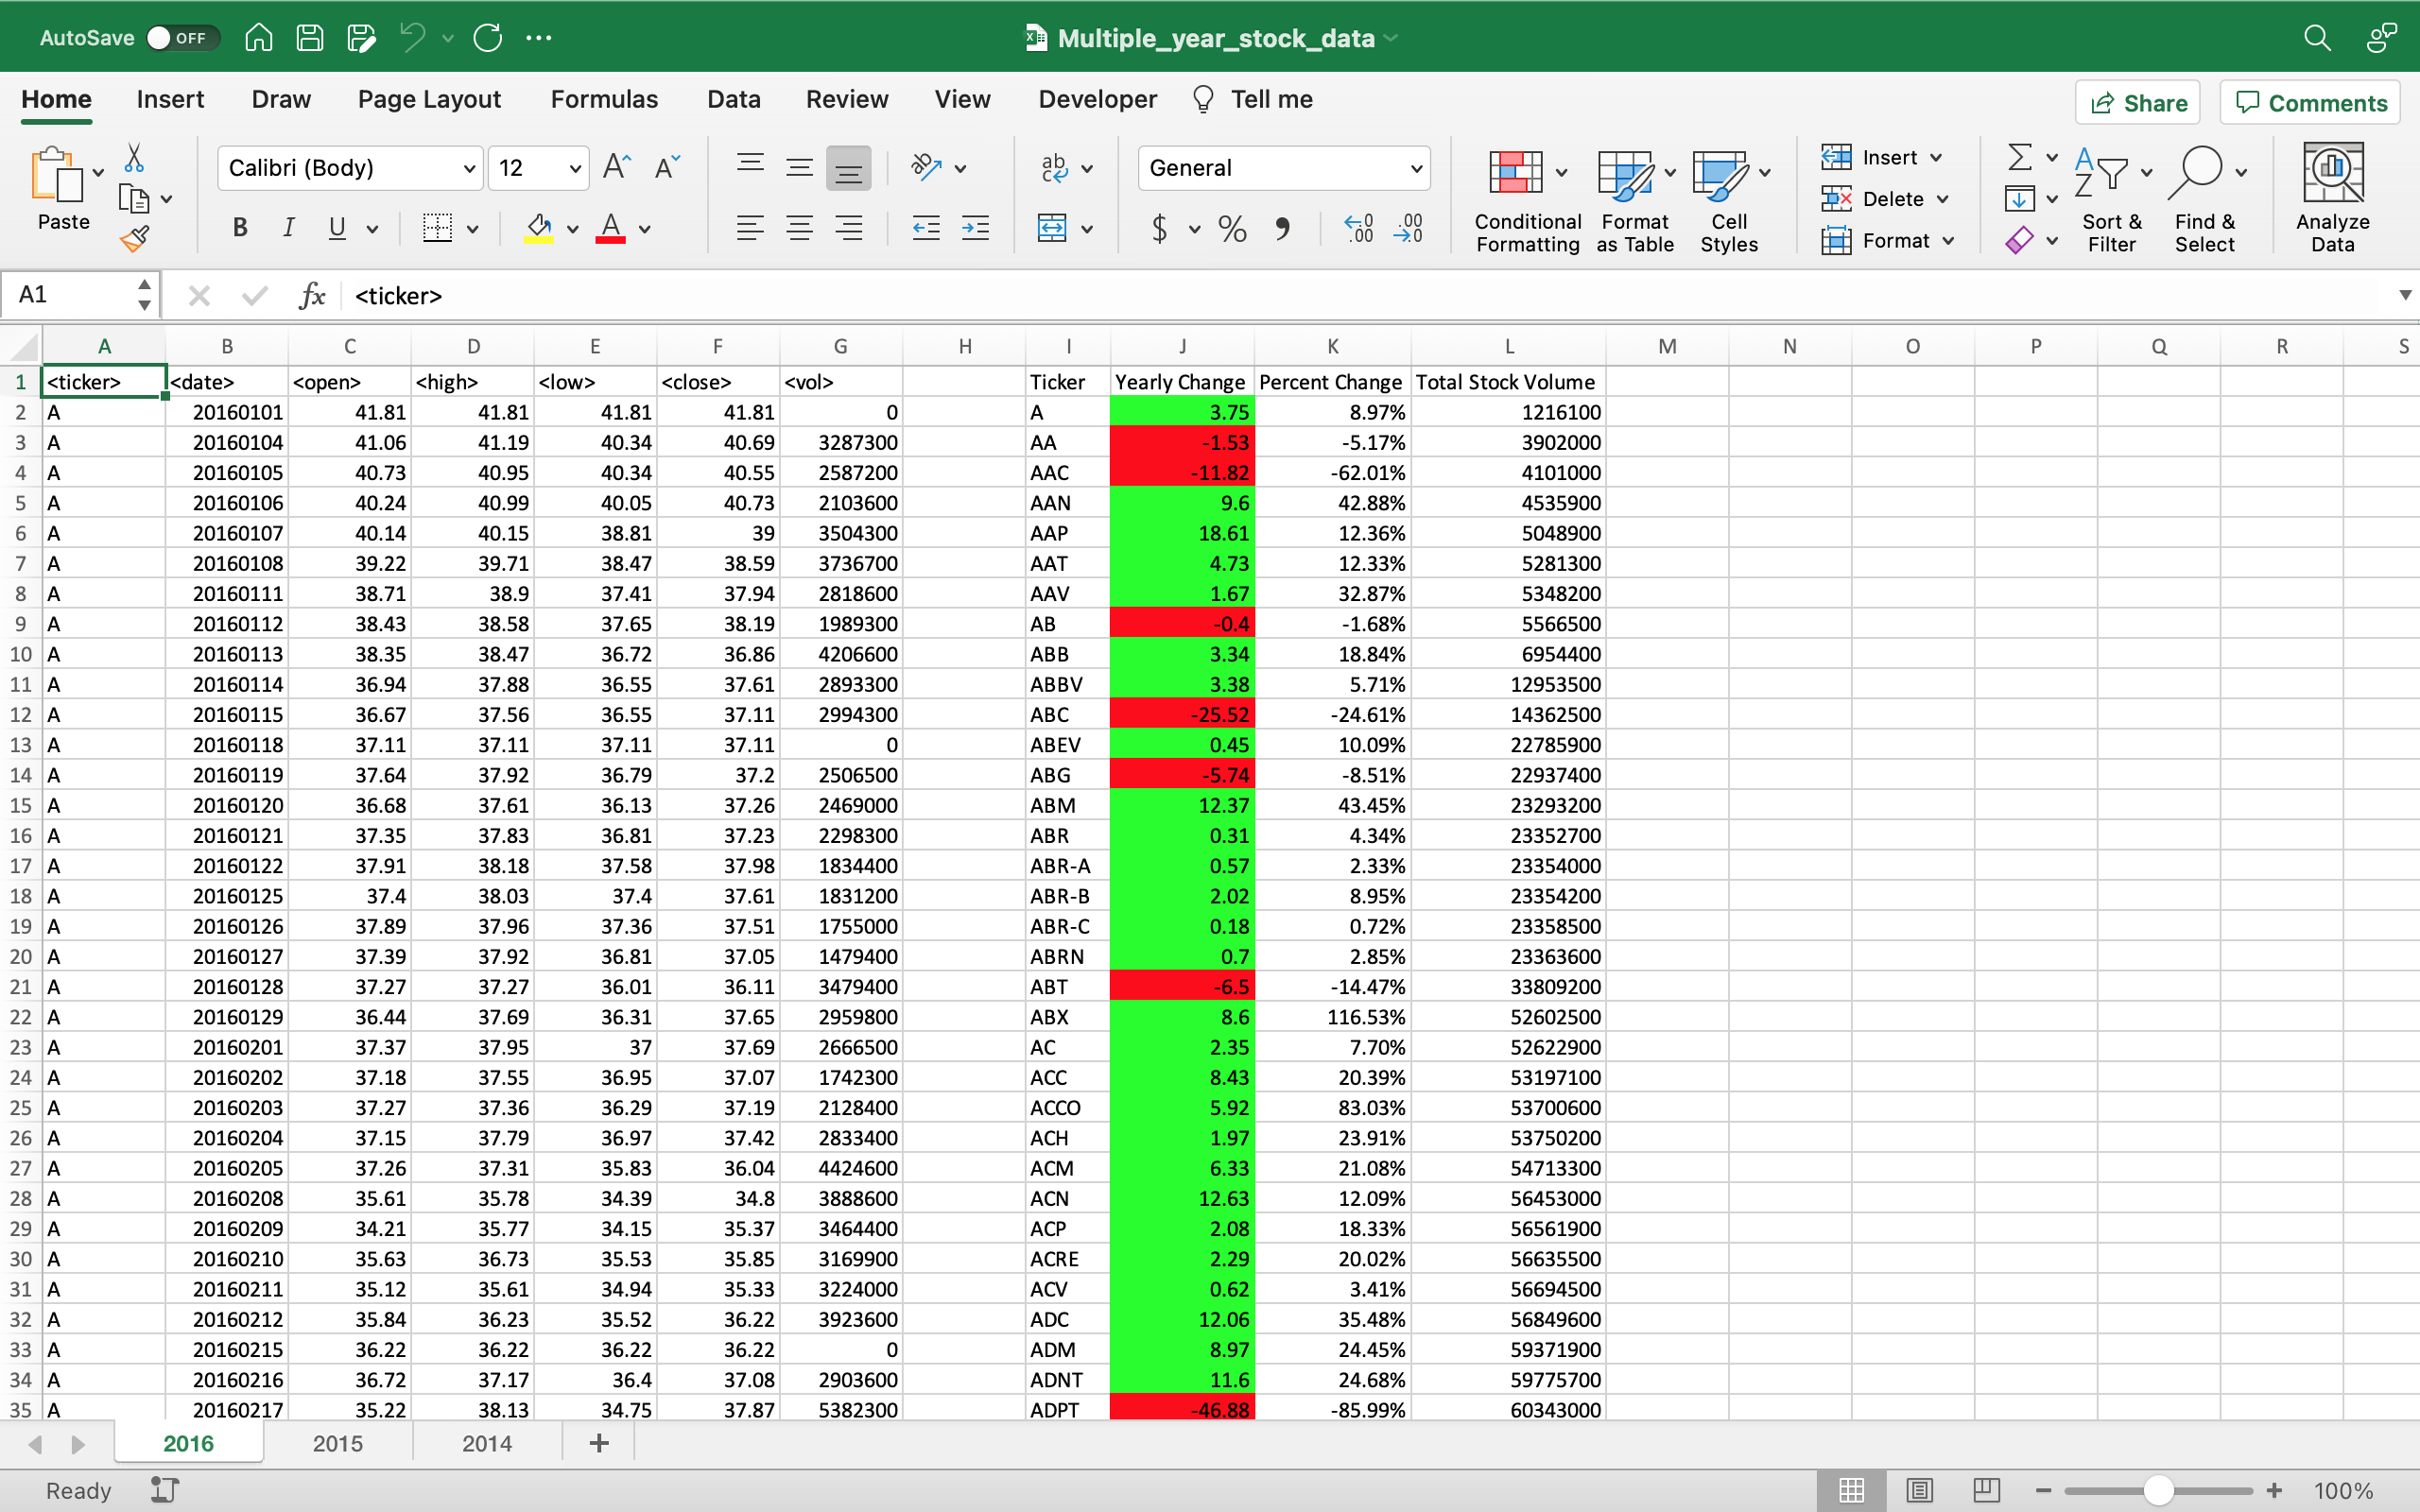 AutoSave OFF Multiple_year_stock_data
Home Insert Draw Page Layout Formulas Data Review View Developer Tell me Share Comments
Paste Calibri (Body) 12 General Conditional Formatting Format as Table Cell Styles Insert Delete Format Sort & Filter Find & Select Analyze Data
A1 fx <ticker>
A B C D E F G H I J K L M N O P Q R S
1 <ticker> <date> <open> <high> <low> <close> <vol> Ticker Yearly Change Percent Change Total Stock Volume
2 A 20160101 41.81 41.81 41.81 41.81 0 A 3.75 8.97% 1216100
3 A 20160104 41.06 41.19 40.34 40.69 3287300 AA -1.53 -5.17% 3902000
4 A 20160105 40.73 40.95 40.34 40.55 2587200 AAC -11.82 -62.01% 4101000
5 A 20160106 40.24 40.99 40.05 40.73 2103600 AAN 9.6 42.88% 4535900
6 A 20160107 40.14 40.15 38.81 39 3504300 AAP 18.61 12.36% 5048900
7 A 20160108 39.22 39.71 38.47 38.59 3736700 AAT 4.73 12.33% 5281300
8 A 20160111 38.71 38.9 37.41 37.94 2818600 AAV 1.67 32.87% 5348200
9 A 20160112 38.43 38.58 37.65 38.19 1989300 AB -0.4 -1.68% 5566500
10 A 20160113 38.35 38.47 36.72 36.86 4206600 ABB 3.34 18.84% 6954400
11 A 20160114 36.94 37.88 36.55 37.61 2893300 ABBV 3.38 5.71% 12953500
12 A 20160115 36.67 37.56 36.55 37.11 2994300 ABC -25.52 -24.61% 14362500
13 A 20160118 37.11 37.11 37.11 37.11 0 ABEV 0.45 10.09% 22785900
14 A 20160119 37.64 37.92 36.79 37.2 2506500 ABG -5.74 -8.51% 22937400
15 A 20160120 36.68 37.61 36.13 37.26 2469000 ABM 12.37 43.45% 23293200
16 A 20160121 37.35 37.83 36.81 37.23 2298300 ABR 0.31 4.34% 23352700
17 A 20160122 37.91 38.18 37.58 37.98 1834400 ABR-A 0.57 2.33% 23354000
18 A 20160125 37.4 38.03 37.4 37.61 1831200 ABR-B 2.02 8.95% 23354200
19 A 20160126 37.89 37.96 37.36 37.51 1755000 ABR-C 0.18 0.72% 23358500
20 A 20160127 37.39 37.92 36.81 37.05 1479400 ABRN 0.7 2.85% 23363600
21 A 20160128 37.27 37.27 36.01 36.11 3479400 ABT -6.5 -14.47% 33809200
22 A 20160129 36.44 37.69 36.31 37.65 2959800 ABX 8.6 116.53% 52602500
23 A 20160201 37.37 37.95 37 37.69 2666500 AC 2.35 7.70% 52622900
24 A 20160202 37.18 37.55 36.95 37.07 1742300 ACC 8.43 20.39% 53197100
25 A 20160203 37.27 37.36 36.29 37.19 2128400 ACCO 5.92 83.03% 53700600
26 A 20160204 37.15 37.79 36.97 37.42 2833400 ACH 1.97 23.91% 53750200
27 A 20160205 37.26 37.31 35.83 36.04 4424600 ACM 6.33 21.08% 54713300
28 A 20160208 35.61 35.78 34.39 34.8 3888600 ACN 12.63 12.09% 56453000
29 A 20160209 34.21 35.77 34.15 35.37 3464400 ACP 2.08 18.33% 56561900
30 A 20160210 35.63 36.73 35.53 35.85 3169900 ACRE 2.29 20.02% 56635500
31 A 20160211 35.12 35.61 34.94 35.33 3224000 ACV 0.62 3.41% 56694500
32 A 20160212 35.84 36.23 35.52 36.22 3923600 ADC 12.06 35.48% 56849600
33 A 20160215 36.22 36.22 36.22 36.22 0 ADM 8.97 24.45% 59371900
34 A 20160216 36.72 37.17 36.4 37.08 2903600 ADNT 11.6 24.68% 59775700
35 A 20160217 35.22 38.13 34.75 37.87 5382300 ADPT -46.88 -85.99% 60343000
2016 2015 2014 +
Ready 100%